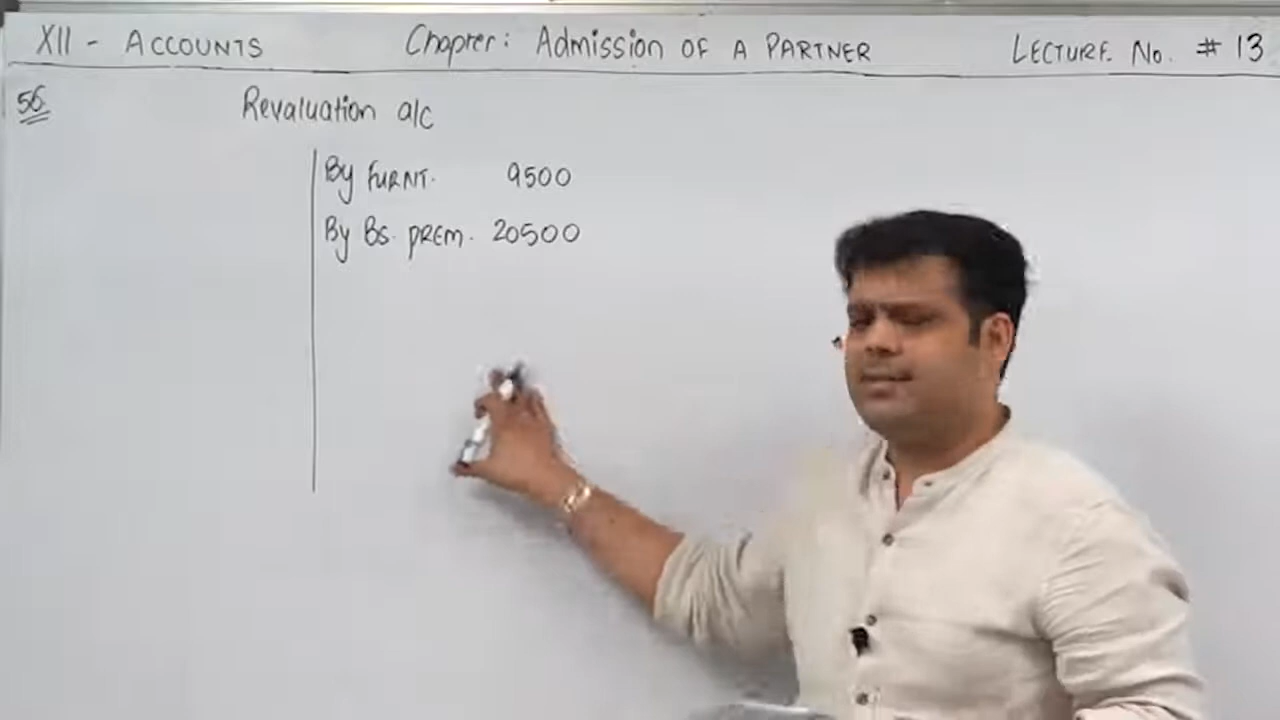 XII - ACCOUNTS Chapter: Admission OF A PARTNER LECTURE No. # 13
56
Revaluation a/c
By FURNT. 9500
By Bs. PREM. 20500